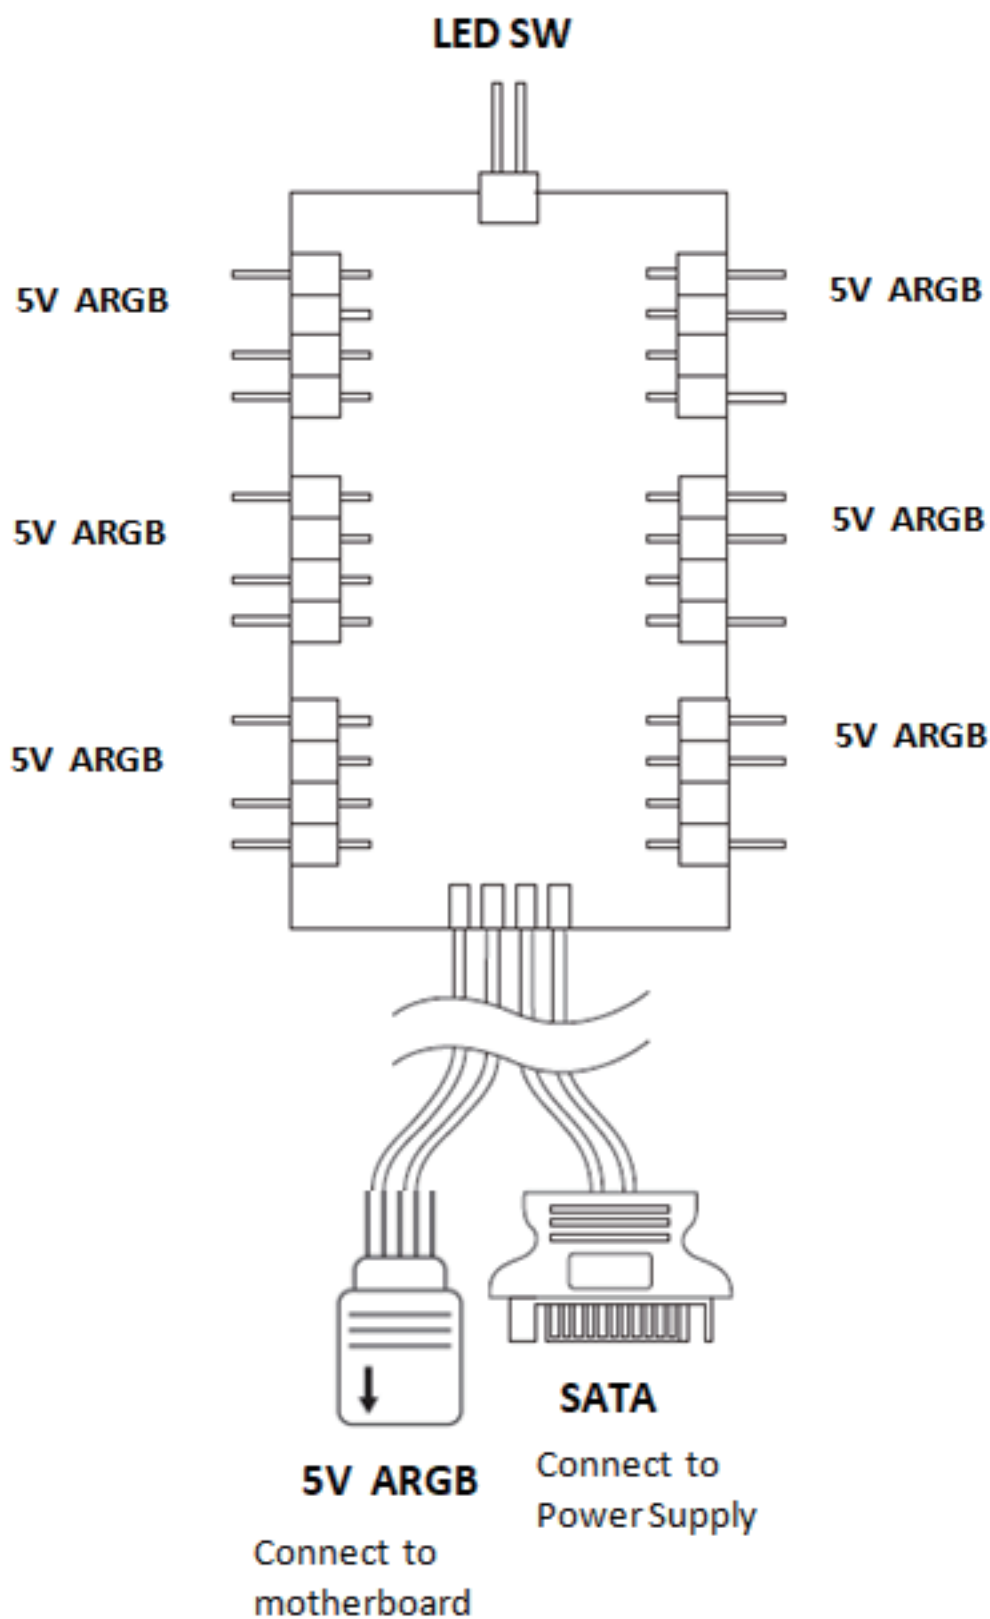 LED SW
5V ARGB
5V ARGB
5V ARGB
5V ARGB
5V ARGB
5V ARGB
SATA
Connect to
Power Supply
5V ARGB
Connect to
motherboard